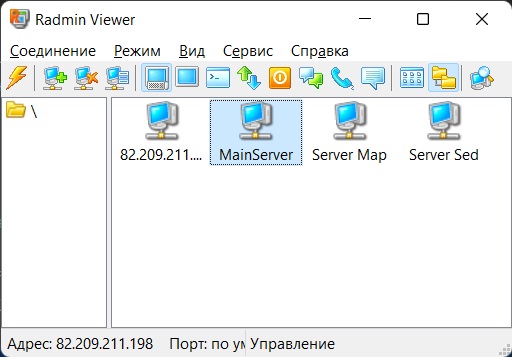 Radmin Viewer
Соединение Режим Вид Сервис Справка
\
82.209.211.... MainServer Server Map Server Sed
Адрес: 82.209.211.198 Порт: по ум Управление